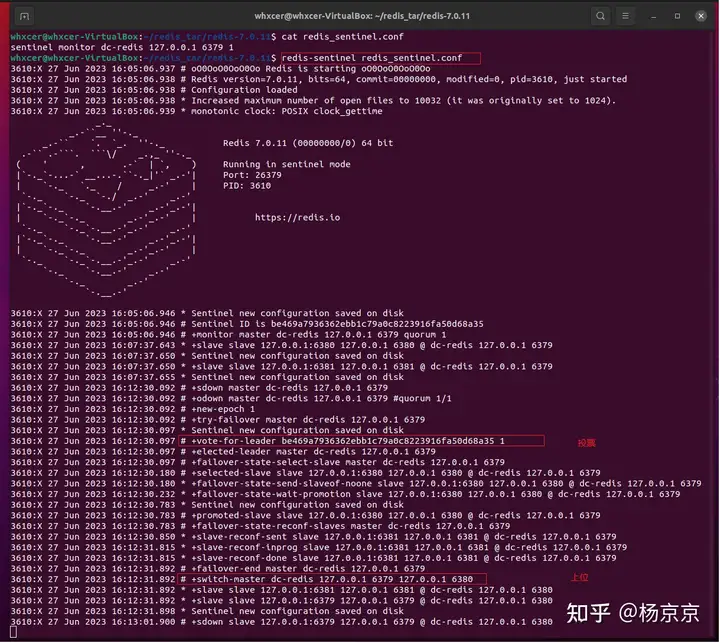 whxcer@whxcer-VirtualBox: ~/redis_tar/redis-7.0.11
whxcer@whxcer-VirtualBox:~/redis_tar/redis-7.0.11$ cat redis_sentinel.conf
sentinel monitor dc-redis 127.0.0.1 6379 1
whxcer@whxcer-VirtualBox:~/redis_tar/redis-7.0.11$ redis-sentinel redis_sentinel.conf
3610:X 27 Jun 2023 16:05:06.937 # oO0OoO0OoO0Oo Redis is starting oO0OoO0OoO0Oo
3610:X 27 Jun 2023 16:05:06.938 # Redis version=7.0.11, bits=64, commit=00000000, modified=0, pid=3610, just started
3610:X 27 Jun 2023 16:05:06.938 # Configuration loaded
3610:X 27 Jun 2023 16:05:06.938 * Increased maximum number of open files to 10032 (it was originally set to 1024).
3610:X 27 Jun 2023 16:05:06.939 * monotonic clock: POSIX clock_gettime
Redis 7.0.11 (00000000/0) 64 bit
Running in sentinel mode
Port: 26379
PID: 3610
https://redis.io
3610:X 27 Jun 2023 16:05:06.946 * Sentinel new configuration saved on disk
3610:X 27 Jun 2023 16:05:06.946 # Sentinel ID is be469a7936362ebb1c79a0c8223916fa50d68a35
3610:X 27 Jun 2023 16:05:06.946 # +monitor master dc-redis 127.0.0.1 6379 quorum 1
3610:X 27 Jun 2023 16:07:37.643 * +slave slave 127.0.0.1:6380 127.0.0.1 6380 @ dc-redis 127.0.0.1 6379
3610:X 27 Jun 2023 16:07:37.650 * Sentinel new configuration saved on disk
3610:X 27 Jun 2023 16:07:37.650 * +slave slave 127.0.0.1:6381 127.0.0.1 6381 @ dc-redis 127.0.0.1 6379
3610:X 27 Jun 2023 16:07:37.655 * Sentinel new configuration saved on disk
3610:X 27 Jun 2023 16:12:30.092 # +sdown master dc-redis 127.0.0.1 6379
3610:X 27 Jun 2023 16:12:30.092 # +odown master dc-redis 127.0.0.1 6379 #quorum 1/1
3610:X 27 Jun 2023 16:12:30.092 # +new-epoch 1
3610:X 27 Jun 2023 16:12:30.092 # +try-failover master dc-redis 127.0.0.1 6379
3610:X 27 Jun 2023 16:12:30.097 * Sentinel new configuration saved on disk
3610:X 27 Jun 2023 16:12:30.097 # +vote-for-leader be469a7936362ebb1c79a0c8223916fa50d68a35 1
投票
3610:X 27 Jun 2023 16:12:30.097 # +elected-leader master dc-redis 127.0.0.1 6379
3610:X 27 Jun 2023 16:12:30.097 # +failover-state-select-slave master dc-redis 127.0.0.1 6379
3610:X 27 Jun 2023 16:12:30.180 # +selected-slave slave 127.0.0.1:6380 127.0.0.1 6380 @ dc-redis 127.0.0.1 6379
3610:X 27 Jun 2023 16:12:30.180 * +failover-state-send-slaveof-noone slave 127.0.0.1:6380 127.0.0.1 6380 @ dc-redis 127.0.0.1 6379
3610:X 27 Jun 2023 16:12:30.232 * +failover-state-wait-promotion slave 127.0.0.1:6380 127.0.0.1 6380 @ dc-redis 127.0.0.1 6379
3610:X 27 Jun 2023 16:12:30.783 * Sentinel new configuration saved on disk
3610:X 27 Jun 2023 16:12:30.783 # +promoted-slave slave 127.0.0.1:6380 127.0.0.1 6380 @ dc-redis 127.0.0.1 6379
3610:X 27 Jun 2023 16:12:30.783 # +failover-state-reconf-slaves master dc-redis 127.0.0.1 6379
3610:X 27 Jun 2023 16:12:30.850 * +slave-reconf-sent slave 127.0.0.1:6381 127.0.0.1 6381 @ dc-redis 127.0.0.1 6379
3610:X 27 Jun 2023 16:12:31.815 * +slave-reconf-inprog slave 127.0.0.1:6381 127.0.0.1 6381 @ dc-redis 127.0.0.1 6379
3610:X 27 Jun 2023 16:12:31.815 * +slave-reconf-done slave 127.0.0.1:6381 127.0.0.1 6381 @ dc-redis 127.0.0.1 6379
3610:X 27 Jun 2023 16:12:31.892 # +failover-end master dc-redis 127.0.0.1 6379
3610:X 27 Jun 2023 16:12:31.892 # +switch-master dc-redis 127.0.0.1 6379 127.0.0.1 6380
上位
3610:X 27 Jun 2023 16:12:31.892 * +slave slave 127.0.0.1:6381 127.0.0.1 6381 @ dc-redis 127.0.0.1 6380
3610:X 27 Jun 2023 16:12:31.892 * +slave slave 127.0.0.1:6379 127.0.0.1 6379 @ dc-redis 127.0.0.1 6380
3610:X 27 Jun 2023 16:12:31.898 * Sentinel new configuration saved on disk
3610:X 27 Jun 2023 16:13:01.900 # +sdown slave 127.0.0.1:6379 127.0.0.1 6379 @ dc-redis 127.0.0.1 6380
知乎 @杨京京